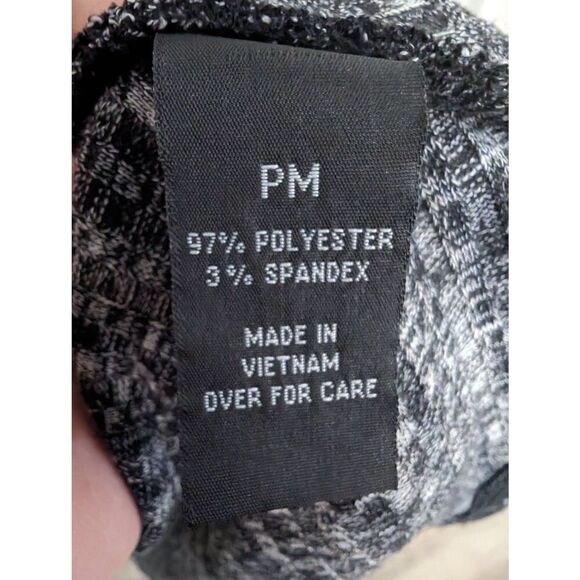 PM
97% POLYESTER
3% SPANDEX
MADE IN
VIETNAM
OVER FOR CARE